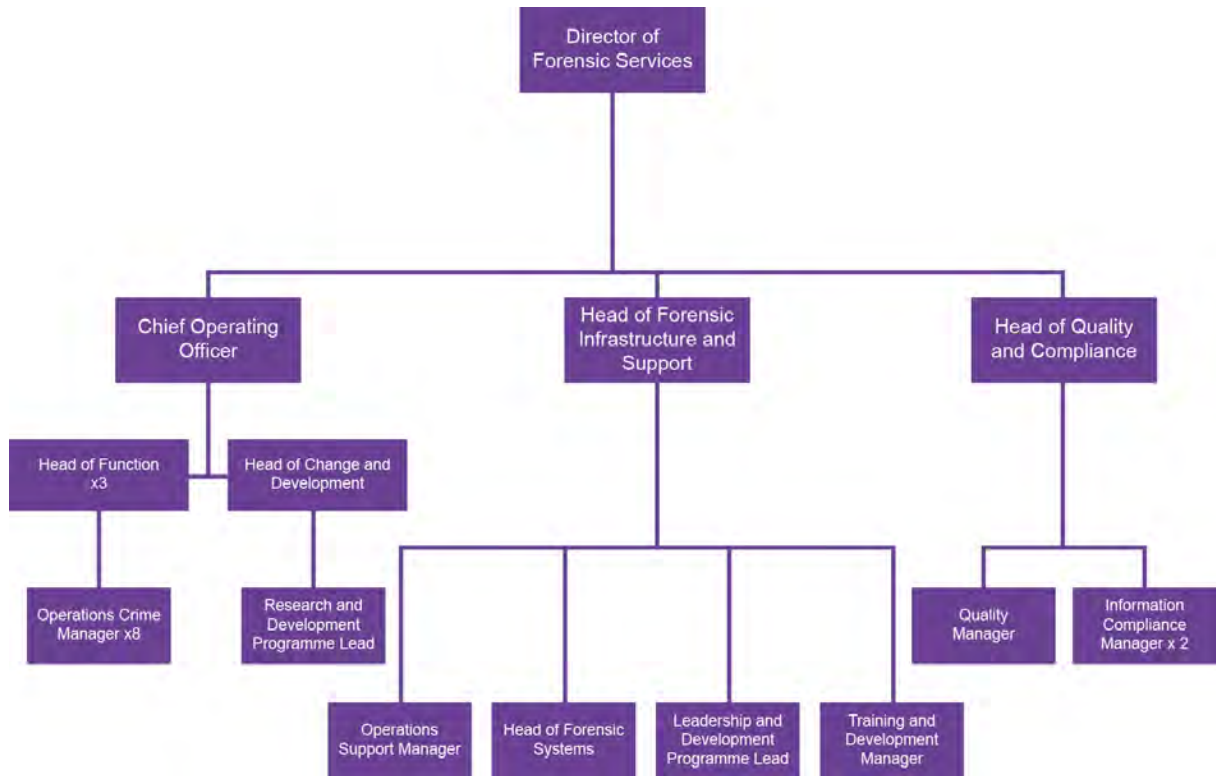 Director of
Forensic Services
Chief Operating
Officer
Head of Forensic
Infrastructure and
Support
Head of Quality
and Compliance
Head of Function
x3
Head of Change and
Development
Operations Crime
Manager x8
Research and
Development
Programme Lead
Quality
Manager
Information
Compliance
Manager x 2
Operations
Support Manager
Head of Forensic
Systems
Leadership and
Development
Programme Lead
Training and
Development
Manager